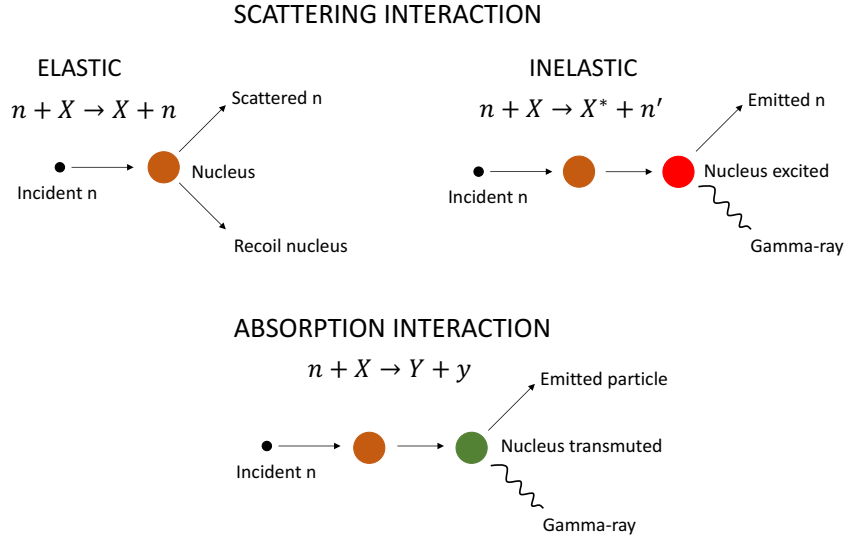 SCATTERING INTERACTION
ELASTIC
n + X → X + n
Scattered n
Nucleus
Incident n
Recoil nucleus
INELASTIC
n + X → X* + n′
Emitted n
Nucleus excited
Incident n
Gamma-ray
ABSORPTION INTERACTION
n + X → Y + y
Emitted particle
Nucleus transmuted
Incident n
Gamma-ray